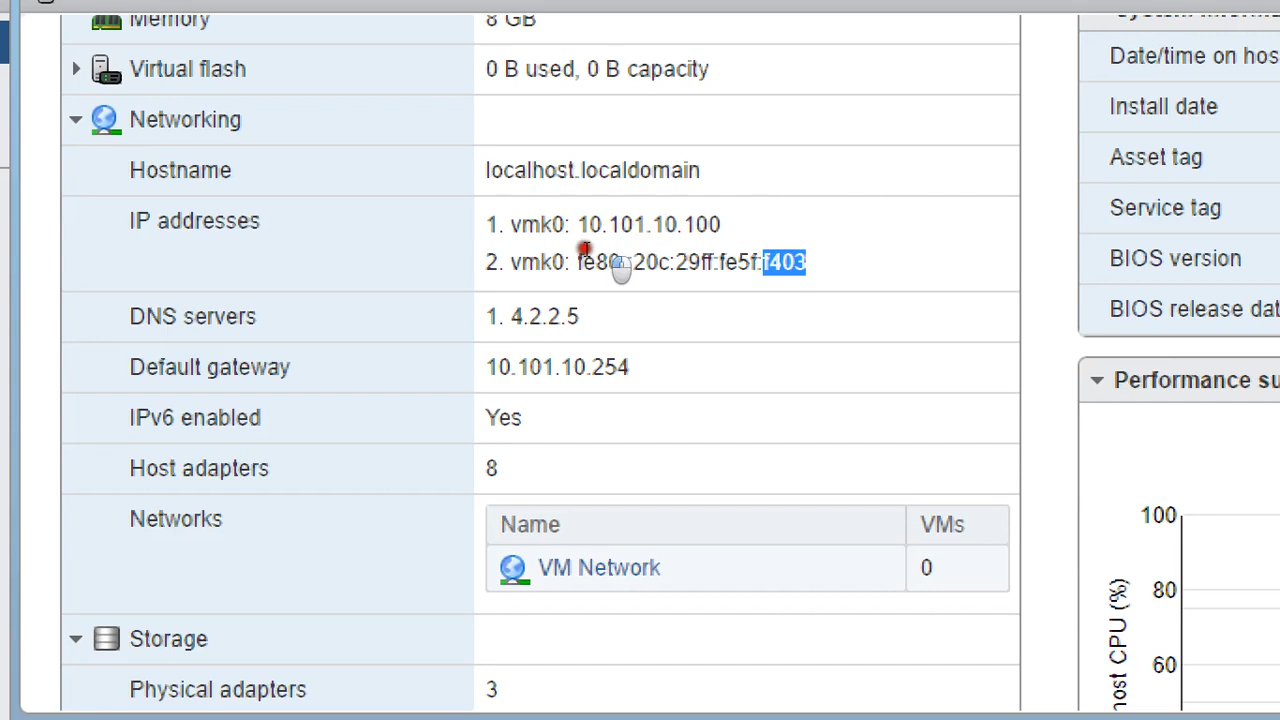 Memory
8 GB
Virtual flash
0 B used, 0 B capacity
Networking
Hostname
localhost.localdomain
IP addresses
1. vmk0: 10.101.10.100
2. vmk0: fe80::20c:29ff:fe5f:f403
DNS servers
1. 4.2.2.5
Default gateway
10.101.10.254
IPv6 enabled
Yes
Host adapters
8
Networks
Name
VMs
VM Network
0
Storage
Physical adapters
3
Date/time on hos
Install date
Asset tag
Service tag
BIOS version
BIOS release dat
Performance su
100
80
60
host CPU (%)